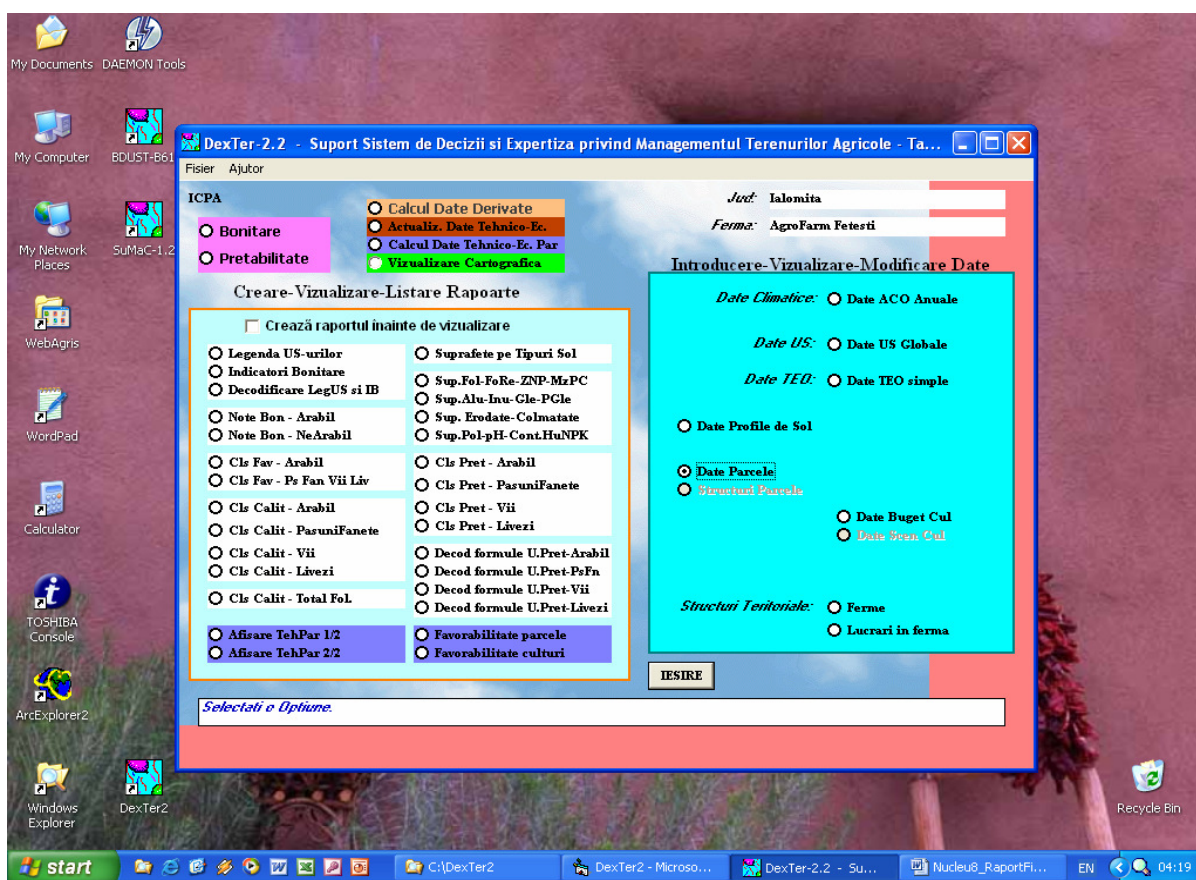 My Documents
DAEMON Tools
My Computer
BDUST-B61
My Network
Places
SuMaC-1.2
WebAgris
WordPad
Calculator
TOSHIBA
Console
ArcExplorer2
Windows
Explorer
DexTer2
Recycle Bin
DexTer-2.2 - Suport Sistem de Decizii si Expertiza privind Managementul Terenurilor Agricole - Ta...
Fisier Ajutor
ICPA
Bonitare
Pretabilitate
Calcul Date Derivate
Actualiz. Date Tehnico-Ec.
Calcul Date Tehnico-Ec. Par
Vizualizare Cartografica
Jud: Ialomita
Ferma: AgroFarm Fetesti
Creare-Vizualizare-Listare Rapoarte
Crează raportul înainte de vizualizare
Legenda US-urilor
Indicatori Bonitare
Decodificare LegUS si IB
Note Bon - Arabil
Note Bon - NeArabil
Cls Fav - Arabil
Cls Fav - Ps Fan Vii Liv
Cls Calit - Arabil
Cls Calit - PasuniFanete
Cls Calit - Vii
Cls Calit - Livezi
Cls Calit - Total Fol.
Afisare TehPar 1/2
Afisare TehPar 2/2
Suprafete pe Tipuri Sol
Sup.Fol-FoRe-ZNP-MzPC
Sup.Alu-Inu-Gle-PGle
Sup. Erodate-Colmatate
Sup.Pol-pH-Cont.HuNPK
Cls Pret - Arabil
Cls Pret - PasuniFanete
Cls Pret - Vii
Cls Pret - Livezi
Decod formule U.Pret-Arabil
Decod formule U.Pret-PsFn
Decod formule U.Pret-Vii
Decod formule U.Pret-Livezi
Favorabilitate parcele
Favorabilitate culturi
Introducere-Vizualizare-Modificare Date
Date Climatice: Date ACO Anuale
Date US: Date US Globale
Date TEO: Date TEO simple
Date Profile de Sol
Date Parcele
Structuri Parcele
Date Buget Cul
Date Scen Cul
Structuri Teritoriale: Ferme
Lucrari in ferma
IESIRE
Selectati o Optiune.
start
C:\DexTer2
DexTer2 - Microso...
DexTer-2.2 - Su...
Nucleu8_RaportFi...
EN
04:19